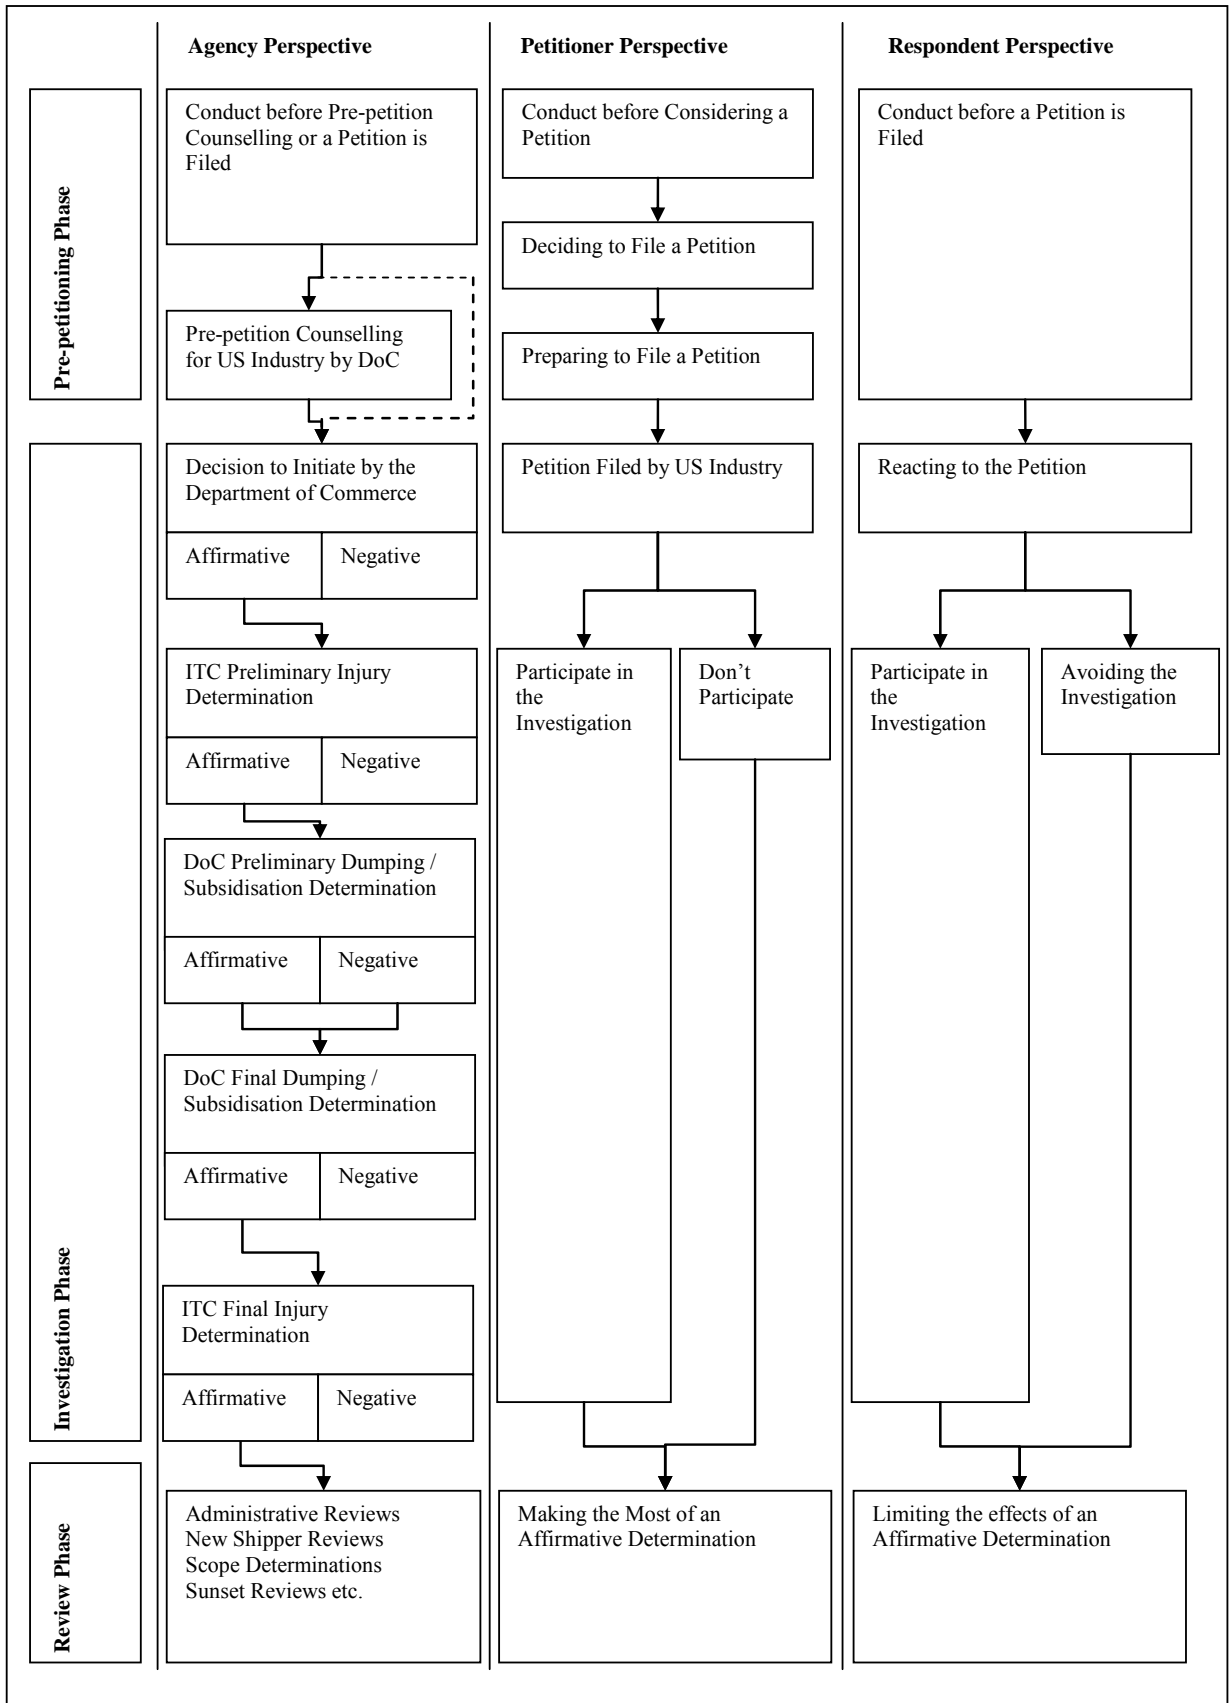 Agency Perspective
Petitioner Perspective
Respondent Perspective
Pre-petitioning Phase
Conduct before Pre-petition
Counselling or a Petition is
Filed
Pre-petition Counselling
for US Industry by DoC
Conduct before Considering a
Petition
Deciding to File a Petition
Preparing to File a Petition
Conduct before a Petition is
Filed
Investigation Phase
Decision to Initiate by the
Department of Commerce
Affirmative
Negative
ITC Preliminary Injury
Determination
Affirmative
Negative
DoC Preliminary Dumping /
Subsidisation Determination
Affirmative
Negative
DoC Final Dumping /
Subsidisation Determination
Affirmative
Negative
ITC Final Injury
Determination
Affirmative
Negative
Petition Filed by US Industry
Participate in
the
Investigation
Don't
Participate
Reacting to the Petition
Participate in
the
Investigation
Avoiding the
Investigation
Review Phase
Administrative Reviews
New Shipper Reviews
Scope Determinations
Sunset Reviews etc.
Making the Most of an
Affirmative Determination
Limiting the effects of an
Affirmative Determination